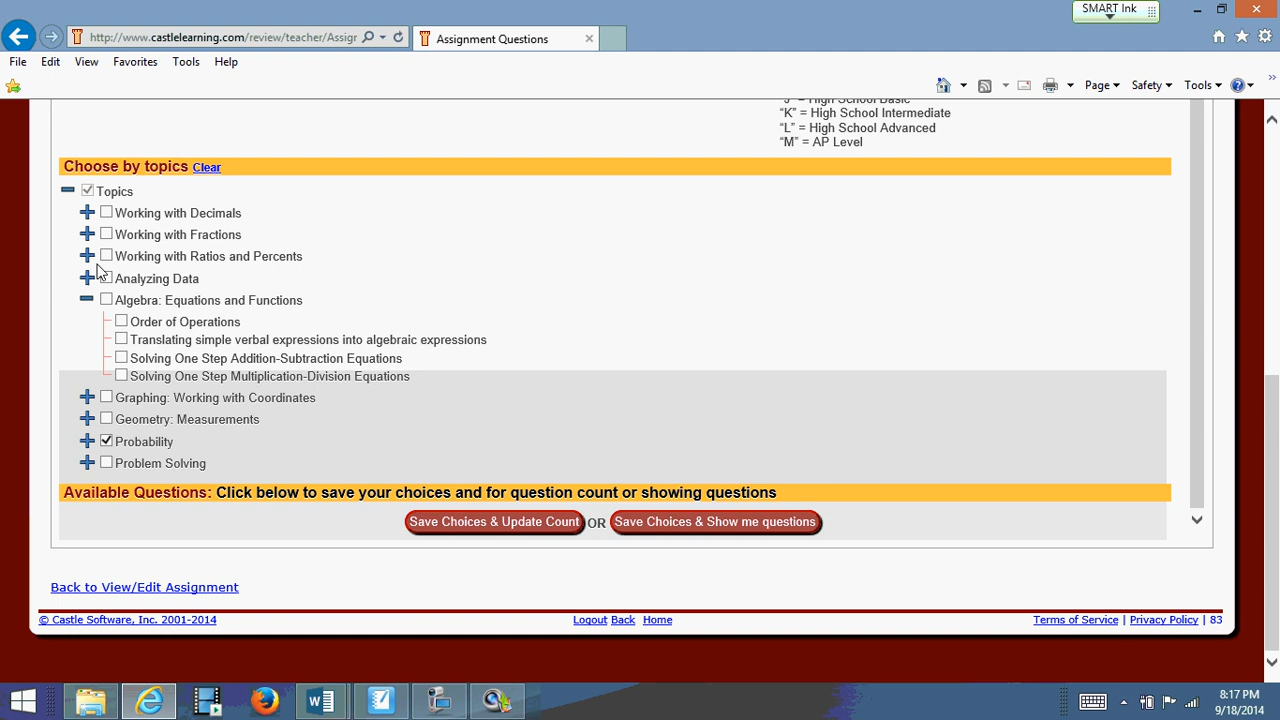 SMART Ink
http://www.castlelearning.com/review/teacher/Assigr
Assignment Questions
File Edit View Favorites Tools Help
Page Safety Tools
"J" = High School Basic
"K" = High School Intermediate
"L" = High School Advanced
"M" = AP Level
Choose by topics Clear
Topics
Working with Decimals
Working with Fractions
Working with Ratios and Percents
Analyzing Data
Algebra: Equations and Functions
Order of Operations
Translating simple verbal expressions into algebraic expressions
Solving One Step Addition-Subtraction Equations
Solving One Step Multiplication-Division Equations
Graphing: Working with Coordinates
Geometry: Measurements
Probability
Problem Solving
Available Questions: Click below to save your choices and for question count or showing questions
Save Choices & Update Count OR Save Choices & Show me questions
Back to View/Edit Assignment
© Castle Software, Inc. 2001-2014 Logout Back Home Terms of Service | Privacy Policy | 83
8:17 PM
9/18/2014